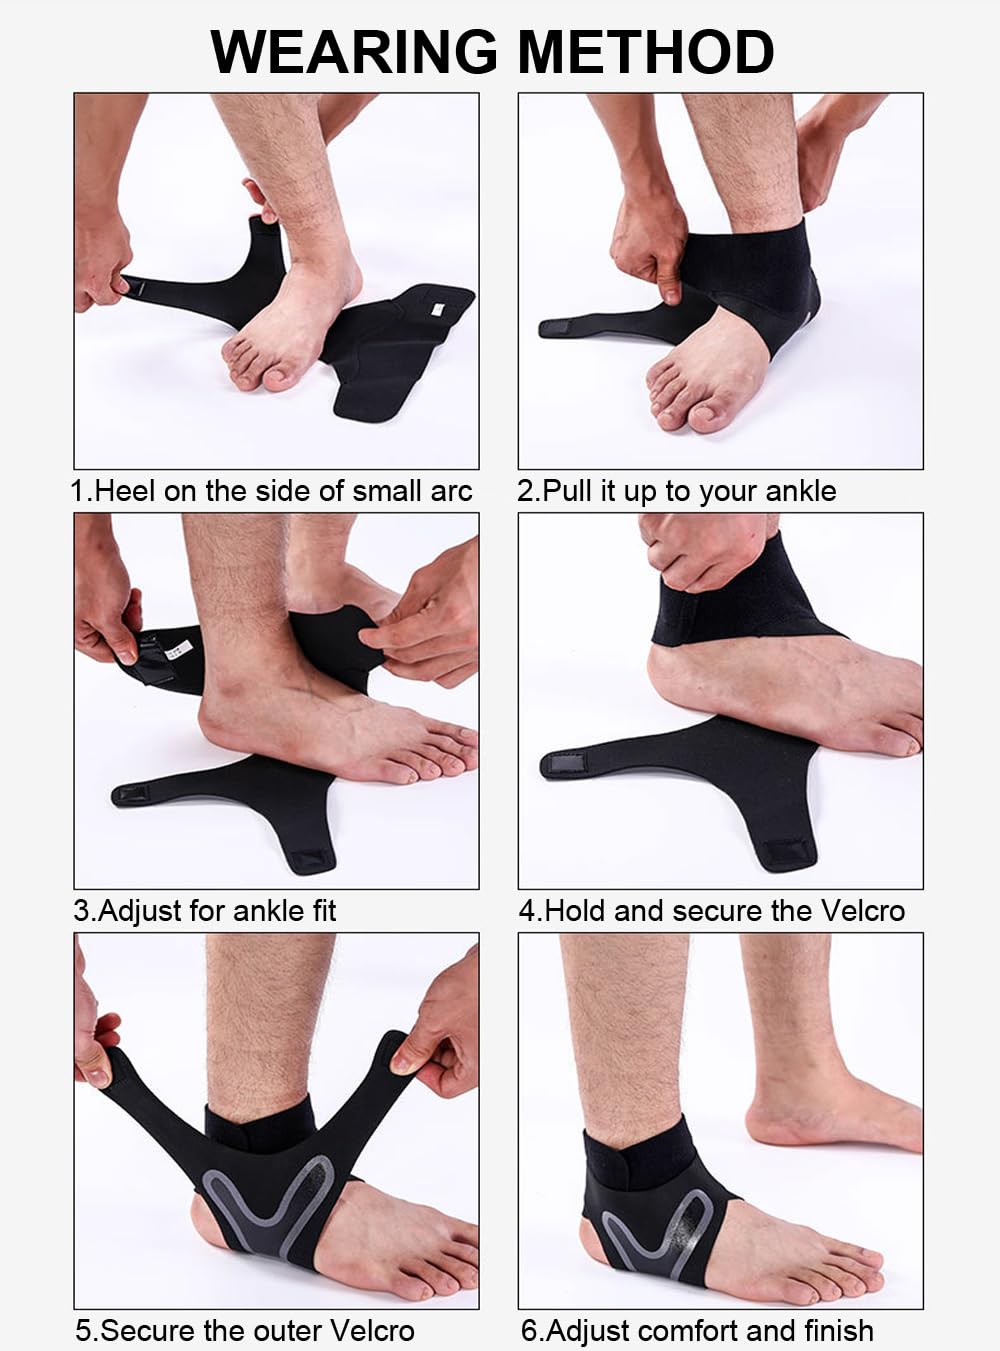 WEARING METHOD
1.Heel on the side of small arc
2.Pull it up to your ankle
3.Adjust for ankle fit
4.Hold and secure the Velcro
5.Secure the outer Velcro
6.Adjust comfort and finish